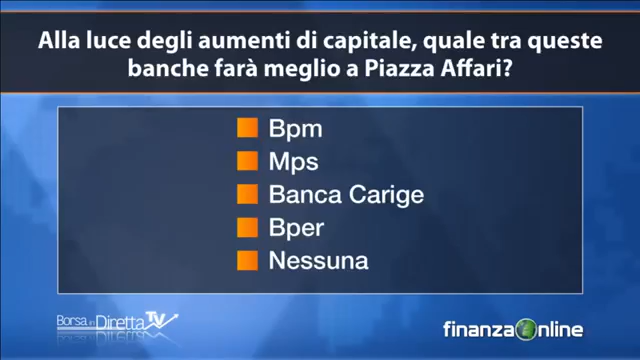 Alla luce degli aumenti di capitale, quale tra queste
banche farà meglio a Piazza Affari?
Bpm
Mps
Banca Carige
Bper
Nessuna
Borsa in Diretta TV
finanzaonline